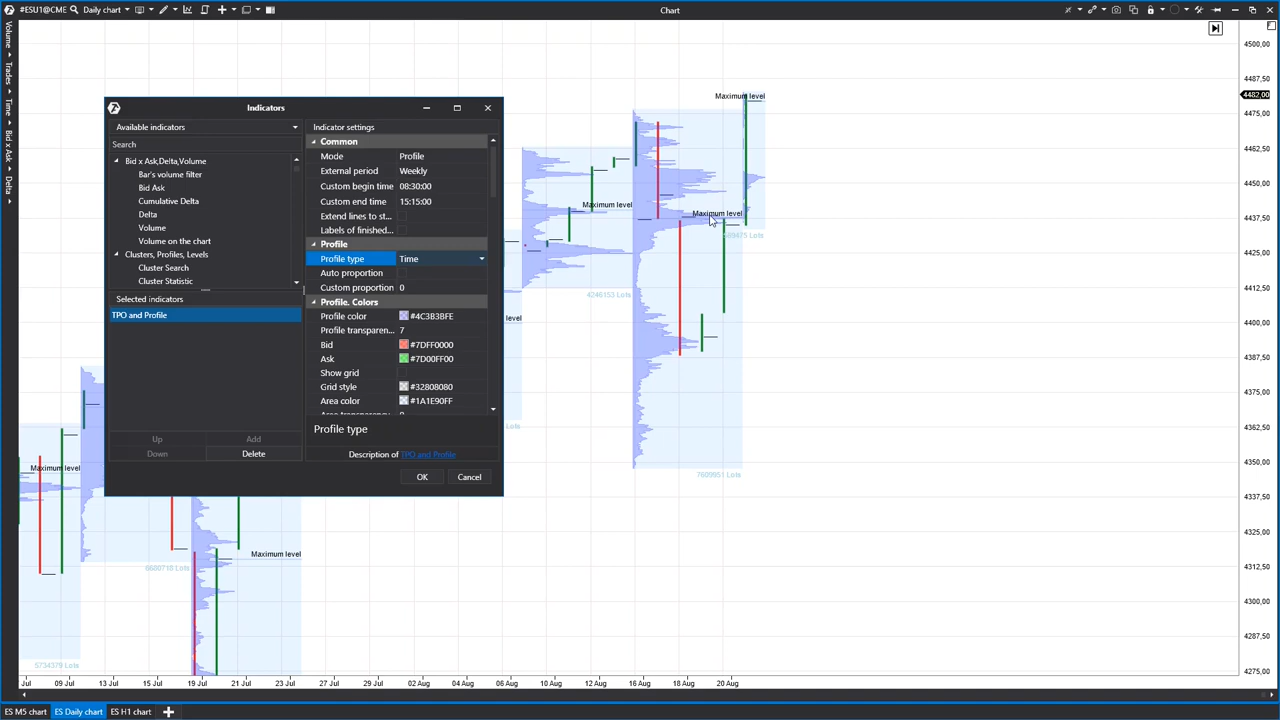 #ESU1@CME
Daily chart
Chart
Volume
Trades
Time
Bid x Ask
Delta
Indicators
Available indicators
Indicator settings
Search
Bid x Ask,Delta,Volume
Bar's volume filter
Bid Ask
Cumulative Delta
Delta
Volume
Volume on the chart
Clusters, Profiles, Levels
Cluster Search
Cluster Statistic
Selected indicators
TPO and Profile
Up
Add
Down
Delete
Common
Mode Profile
External period Weekly
Custom begin time 08:30:00
Custom end time 15:15:00
Extend lines to st...
Labels of finished...
Profile
Profile type Time
Auto proportion
Custom proportion 0
Profile. Colors
Profile color #4C3B3BFE
Profile transparen... 7
Bid #7DFF0000
Ask #7D00FF00
Show grid
Grid style #32808080
Area color #1A1E90FF
Profile type
Description of TPO and Profile
OK
Cancel
Maximum level
Maximum level
Maximum level
Maximum level
Maximum level
4246153 Lots
7609951 Lots
5734379 Lots
4500,00
4487,50
4482,00
4475,00
4462,50
4450,00
4437,50
4425,00
4412,50
4400,00
4387,50
4375,00
4362,50
4350,00
4337,50
4325,00
4312,50
4300,00
4287,50
4275,00
Jul
09 Jul
13 Jul
15 Jul
19 Jul
21 Jul
23 Jul
27 Jul
29 Jul
02 Aug
04 Aug
06 Aug
10 Aug
12 Aug
16 Aug
18 Aug
20 Aug
ES M5 chart
ES Daily chart
ES H1 chart